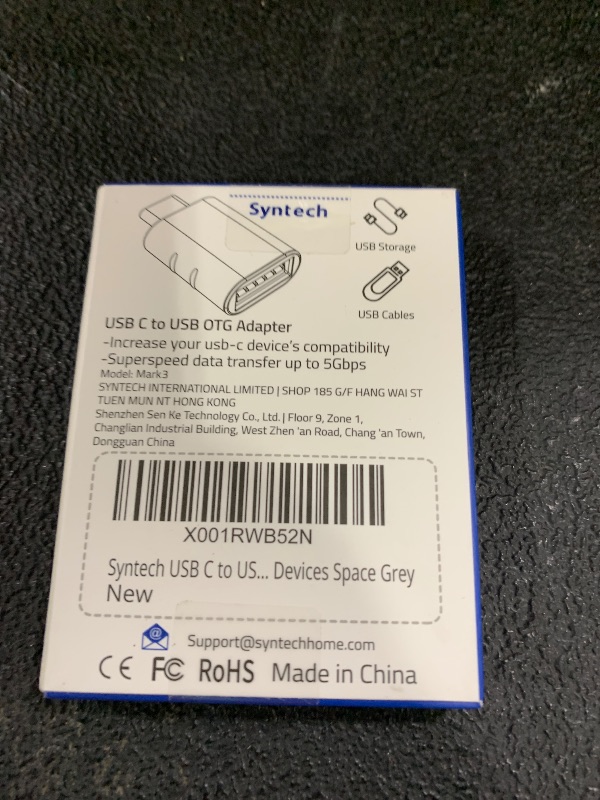 Syntech
USB Storage
USB Cables
USB C to USB OTG Adapter
-Increase your usb-c device's compatibility
-Superspeed data transfer up to 5Gbps
Model: Mark3
SYNTECH INTERNATIONAL LIMITED | SHOP 185 G/F HANG WAI ST
TUEN MUN NT HONG KONG
Shenzhen Sen Ke Technology Co., Ltd. | Floor 9, Zone 1,
Changlian Industrial Building, West Zhen 'an Road, Chang 'an Town,
Dongguan China
X001RWB52N
Syntech USB C to US... Devices Space Grey
New
@
Support@syntechhome.com
CE FC RoHS Made in China